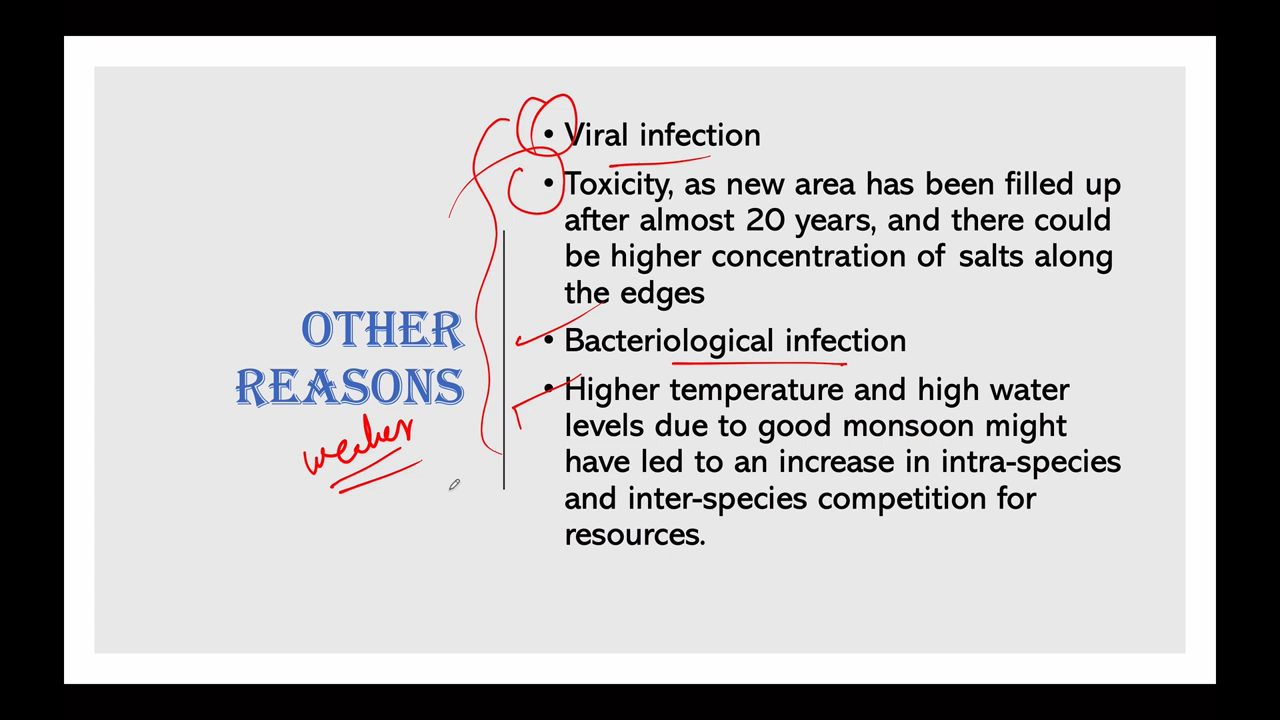 OTHER
REASONS
• Viral infection
• Toxicity, as new area has been filled up
after almost 20 years, and there could
be higher concentration of salts along
the edges
• Bacteriological infection
• Higher temperature and high water
levels due to good monsoon might
have led to an increase in intra-species
and inter-species competition for
resources.